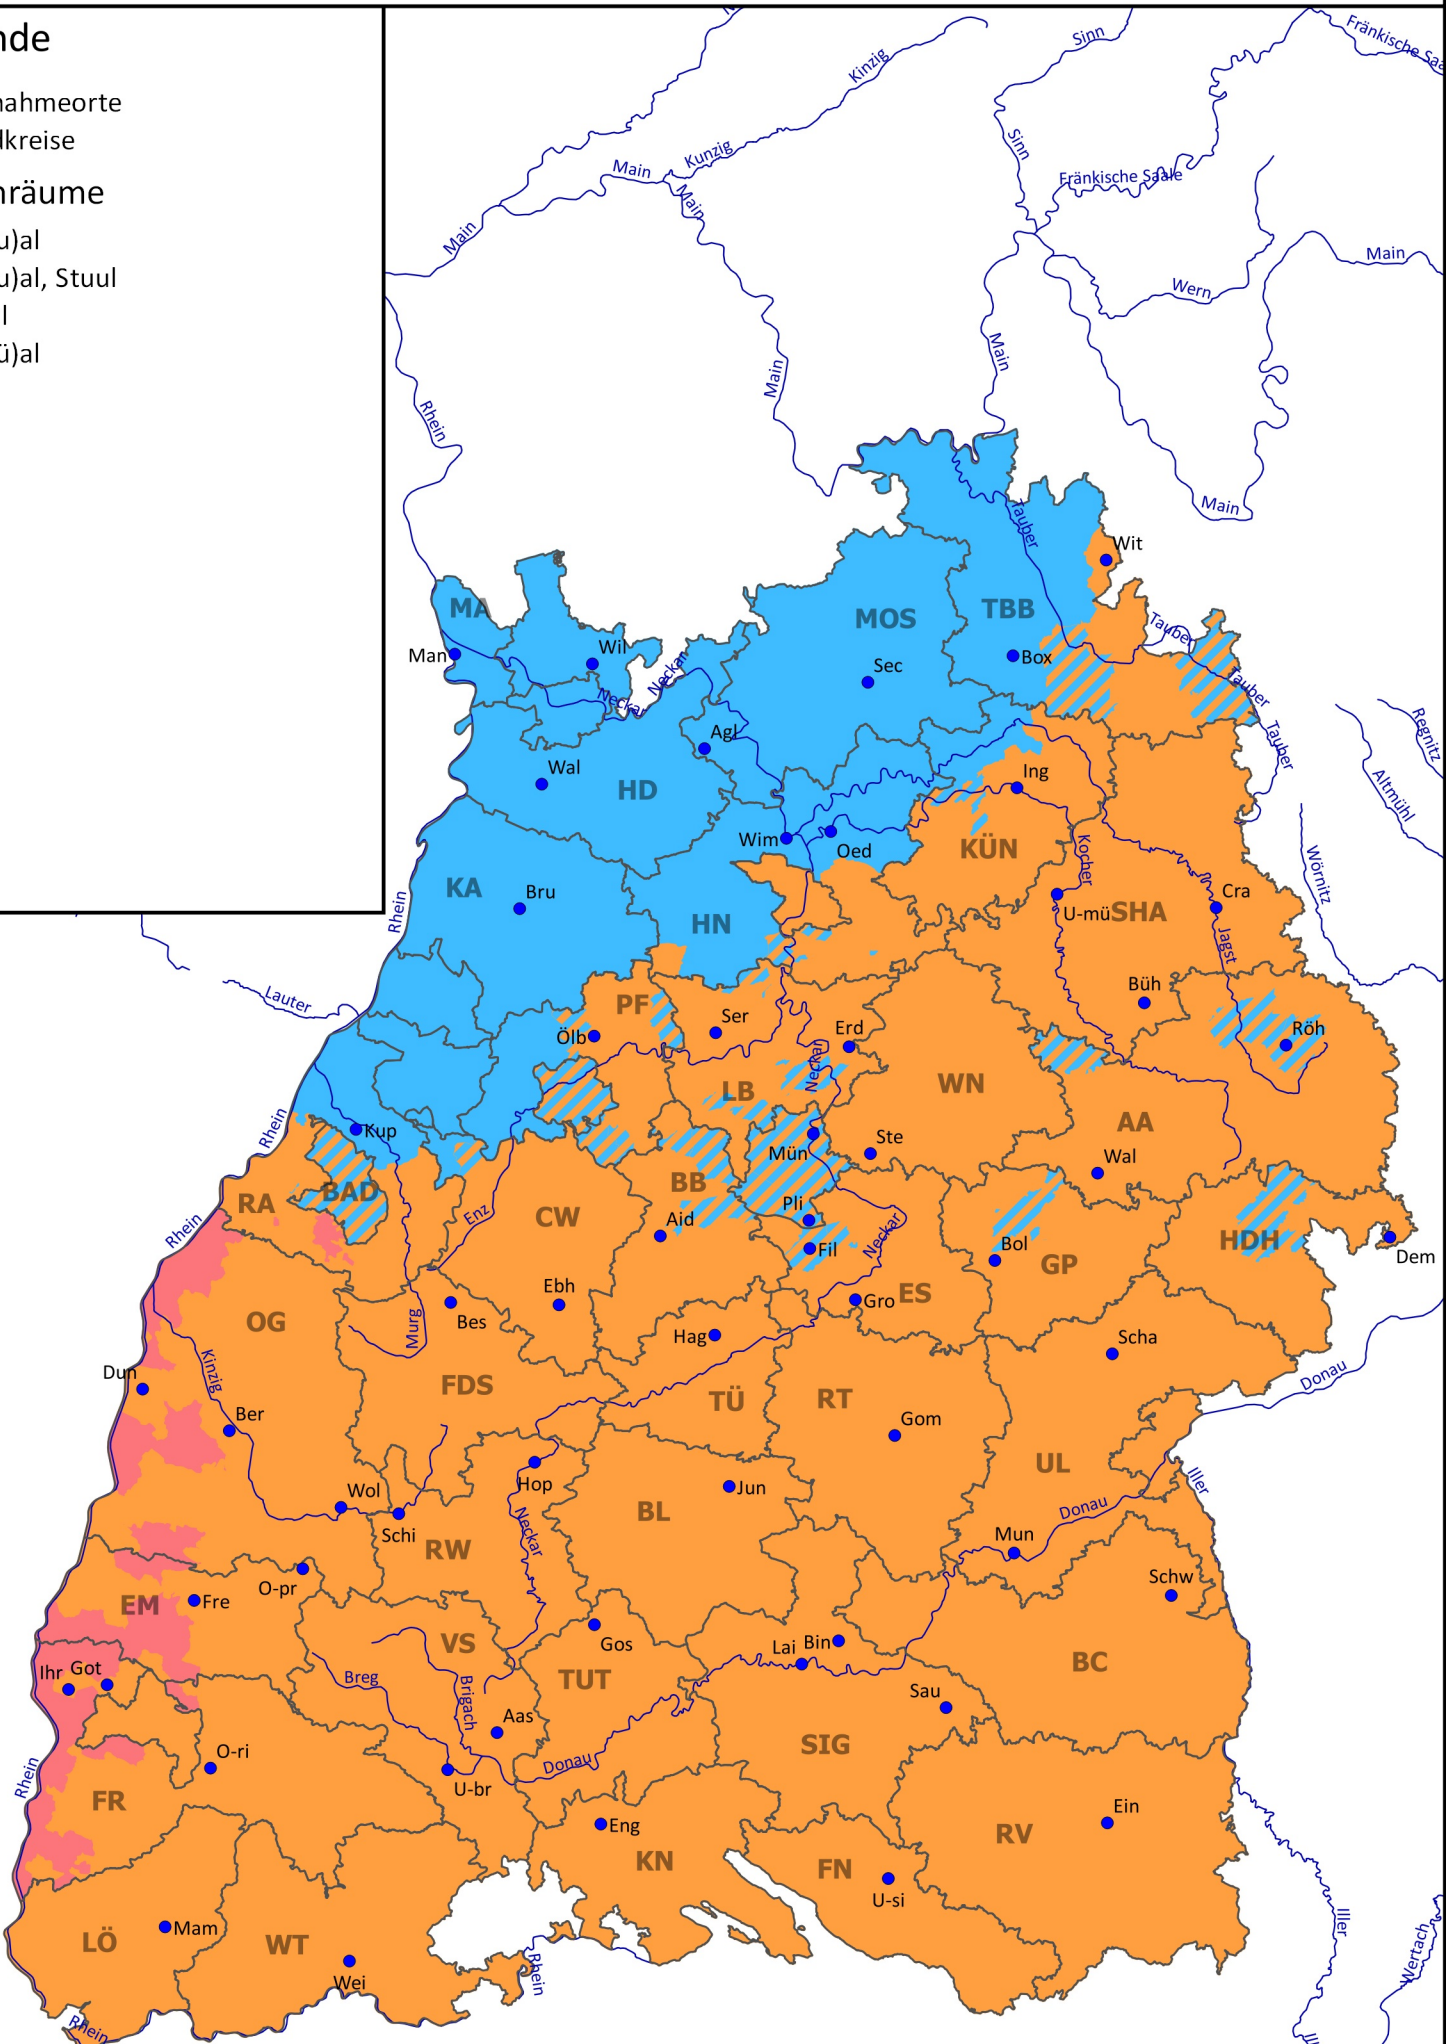 nde
nahmeorte
dkreise
nräume
u)al
u)al, Stuul
l
ü)al
Kinzig
Sinn
Fränkische Saa
Main
Kunzig
Sinn
Main
Fränkische Saale
Main
Main
Wern
Main
Main
Rhein
Main
Tauber
Wit
MA
MOS
TBB
Tauber
Man
Wil
Neckar
Sec
Box
Neckar
Tauber
Regnitz
Agl
Tauber
Wal
HD
Ing
Altmühl
Wim
Oed
KÜN
Kocher
Wörnitz
KA
Bru
Rhein
HN
U-mü
SHA
Cra
Jagst
Lauter
PF
Ser
Büh
Ölb
Erd
Röh
Neckar
LB
WN
AA
Rhein
Kup
Mün
Ste
Wal
RA
BAD
BB
Enz
CW
Aid
Pli
Rhein
Neckar
Fil
Bol
GP
HDH
Dem
ES
Ebh
Gro
OG
Bes
Murg
Hag
Scha
Kinzig
Dun
FDS
TÜ
RT
Donau
Ber
Gom
UL
Wol
Hop
Jun
Iller
Schi
BL
Donau
Neckar
RW
Mun
O-pr
Schw
EM
Fre
VS
Gos
Lai
Bin
BC
Ihr
Got
Breg
TUT
Brigach
Sau
Aas
O-ri
SIG
Rhein
Donau
U-br
FR
Eng
Ein
RV
KN
FN
U-si
Mam
LÖ
WT
Iller
Wei
Rhein
Wertach
Rhein